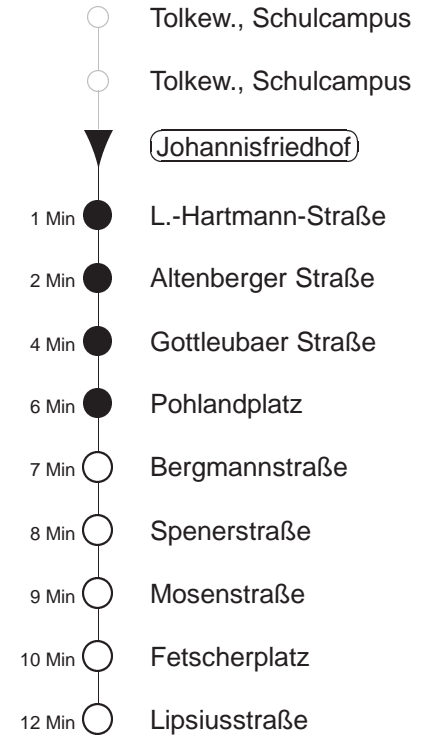 Tolkew., Schulcampus
Tolkew., Schulcampus
Johannisfriedhof
1 Min L.-Hartmann-Straße
2 Min Altenberger Straße
4 Min Gottleubaer Straße
6 Min Pohlandplatz
7 Min Bergmannstraße
8 Min Spenerstraße
9 Min Mosenstraße
10 Min Fetscherplatz
12 Min Lipsiusstraße